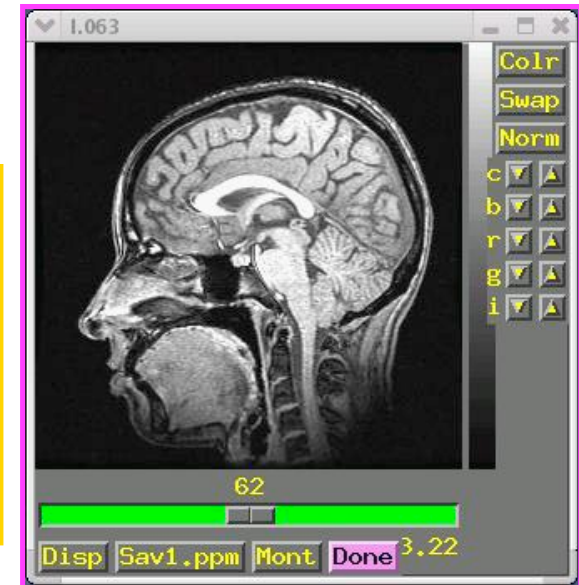 I.063
Colr
Swap
Norm
c
b
r
g
i
62
3.22
Disp Sav1.ppm Mont Done